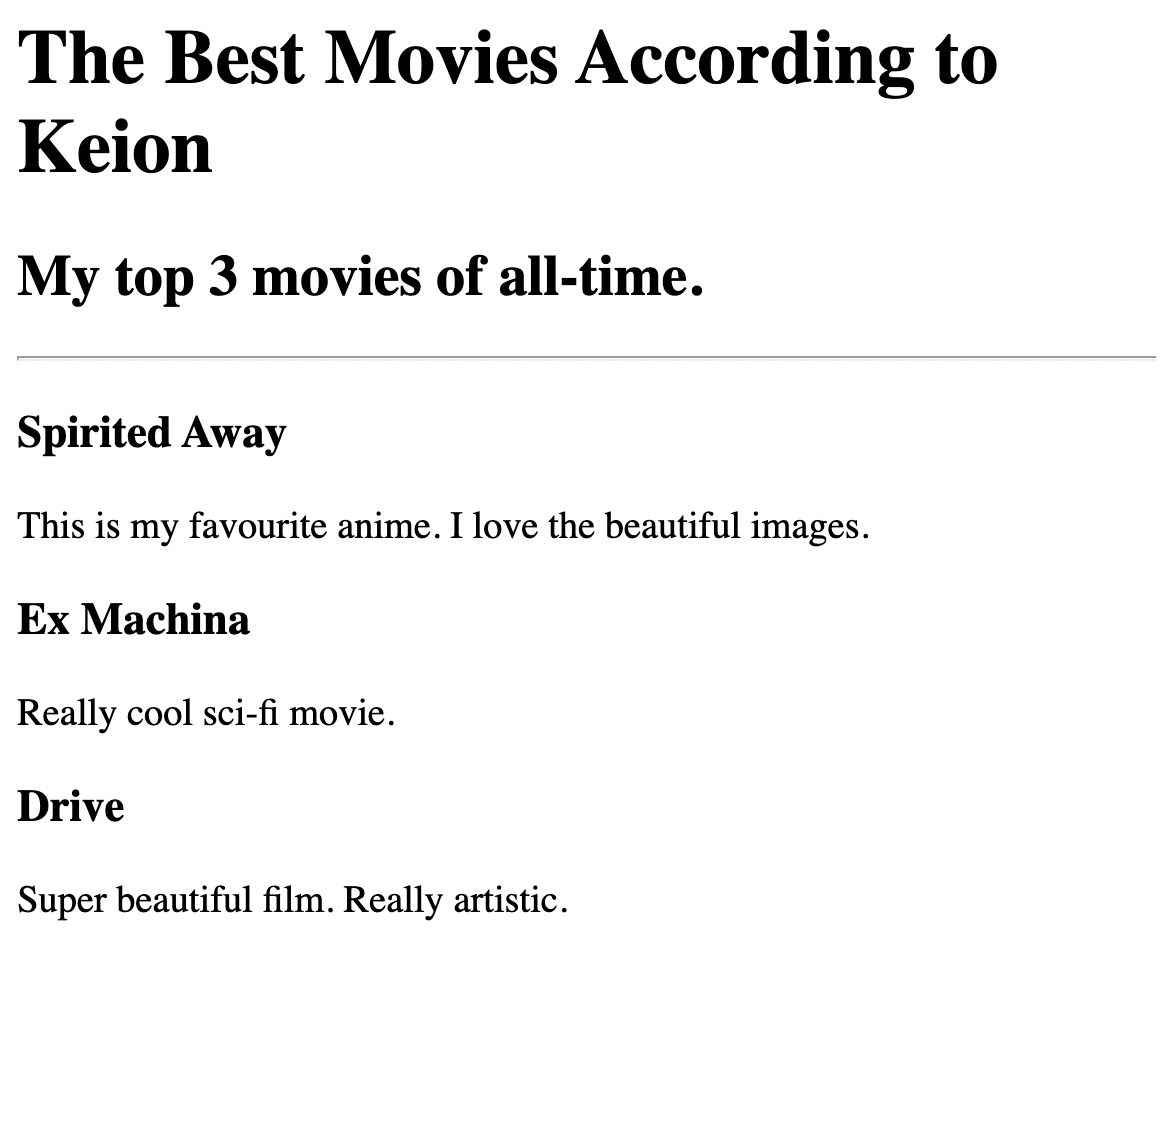 The Best Movies According to
Keion
My top 3 movies of all-time.
Spirited Away
This is my favourite anime. I love the beautiful images.
Ex Machina
Really cool sci-fi movie.
Drive
Super beautiful film. Really artistic.